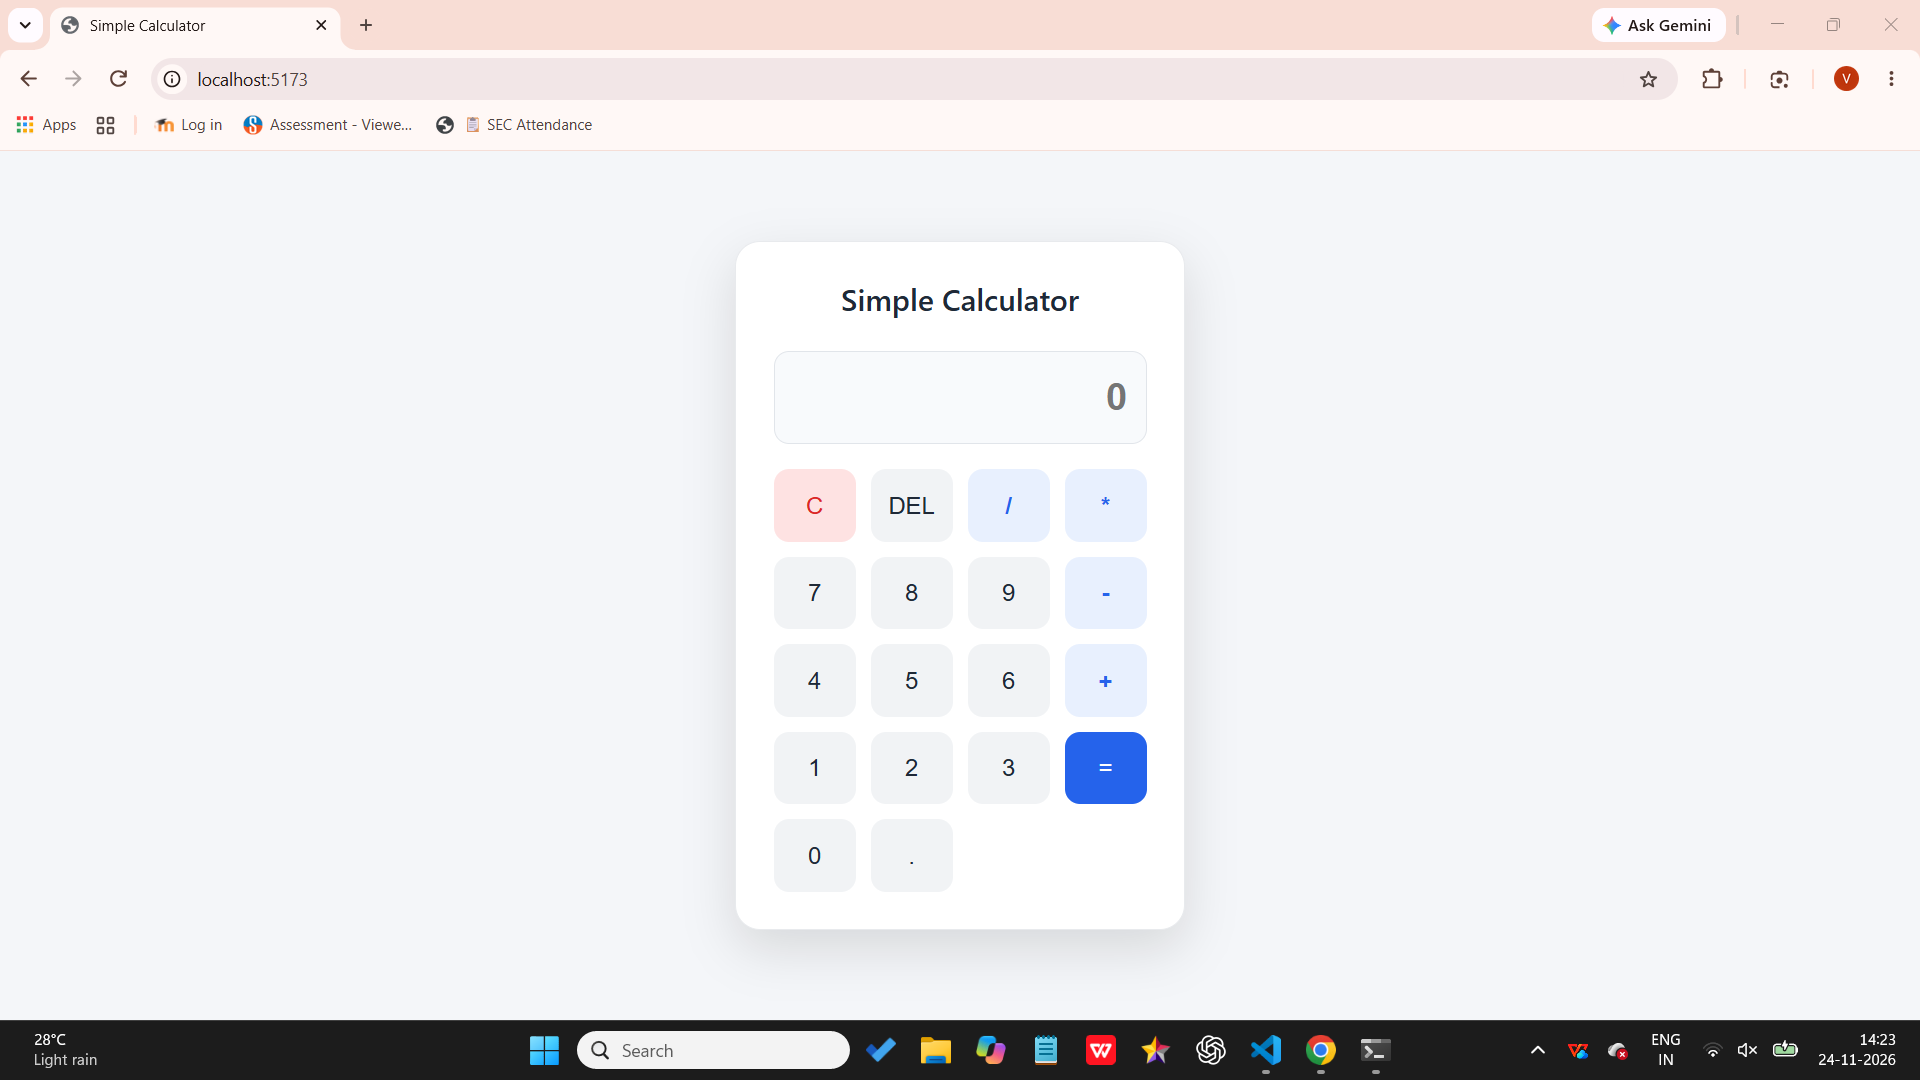 Simple Calculator
Ask Gemini
localhost:5173
V
Apps
Log in
Assessment - Viewe...
SEC Attendance
Simple Calculator
0
C DEL / *
7 8 9 -
4 5 6 +
1 2 3 =
0 .
28°C
Light rain
Search
ENG
IN
14:23
24-11-2026